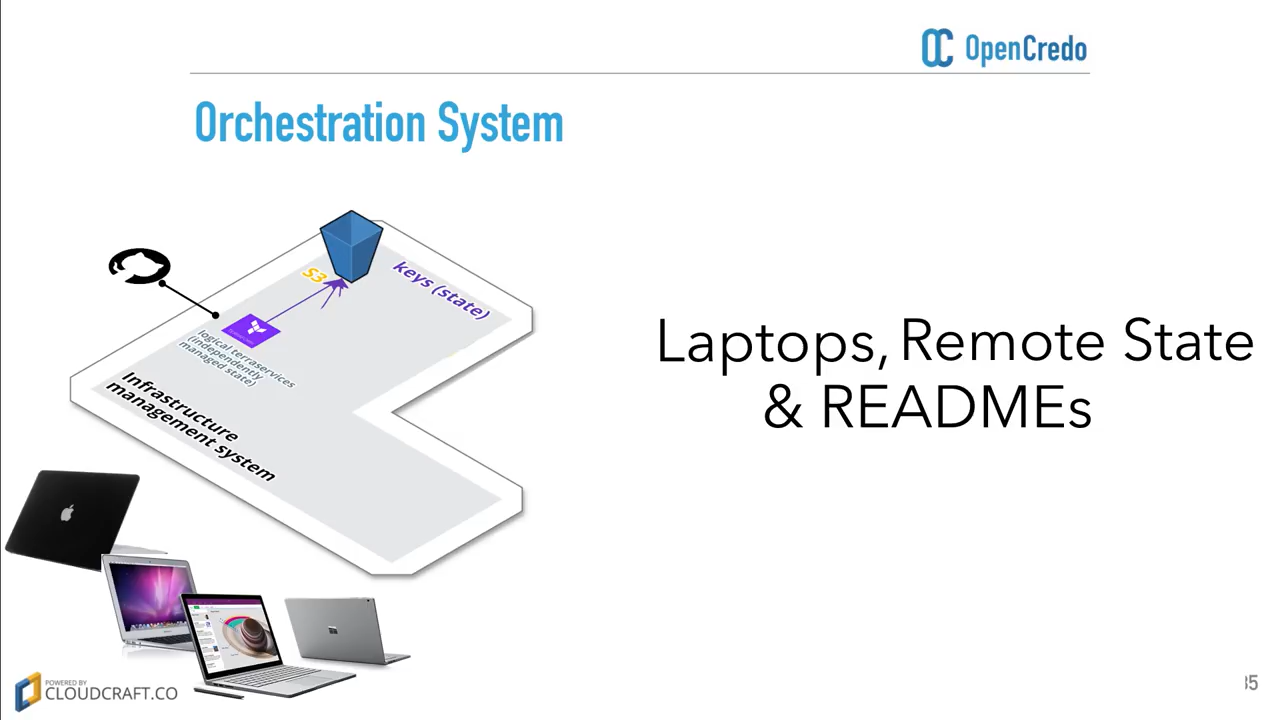 OpenCredo
Orchestration System
S3
keys (state)
logical terraservices
(independently
managed state)
Infrastructure
management system
Laptops, Remote State
& READMEs
POWERED BY
CLOUDCRAFT.CO